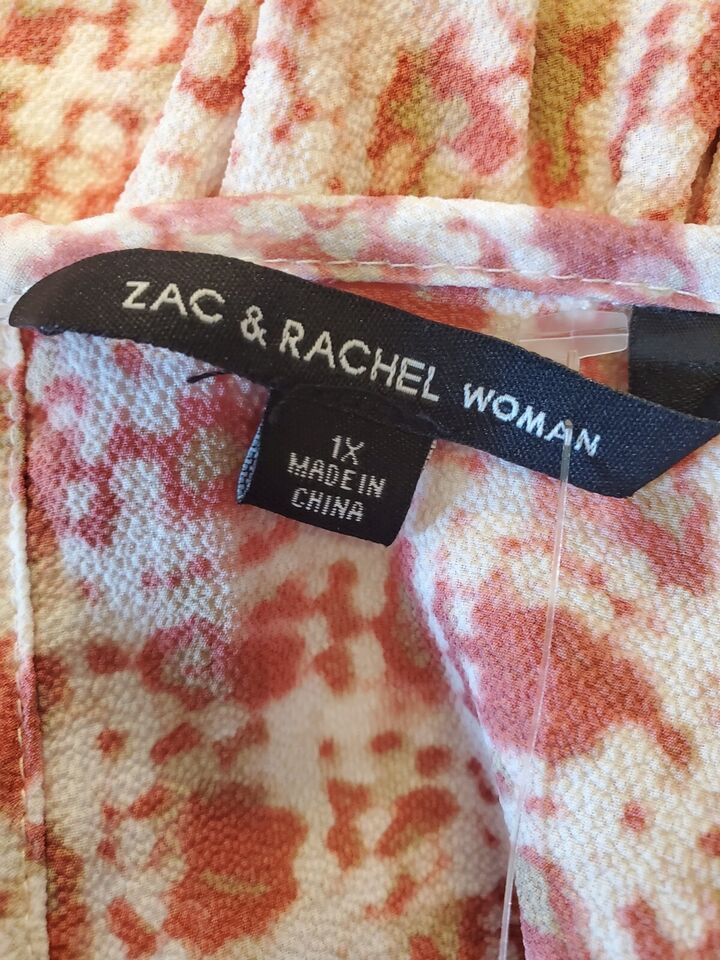 ZAC & RACHEL WOMAN
1X
MADE IN
CHINA